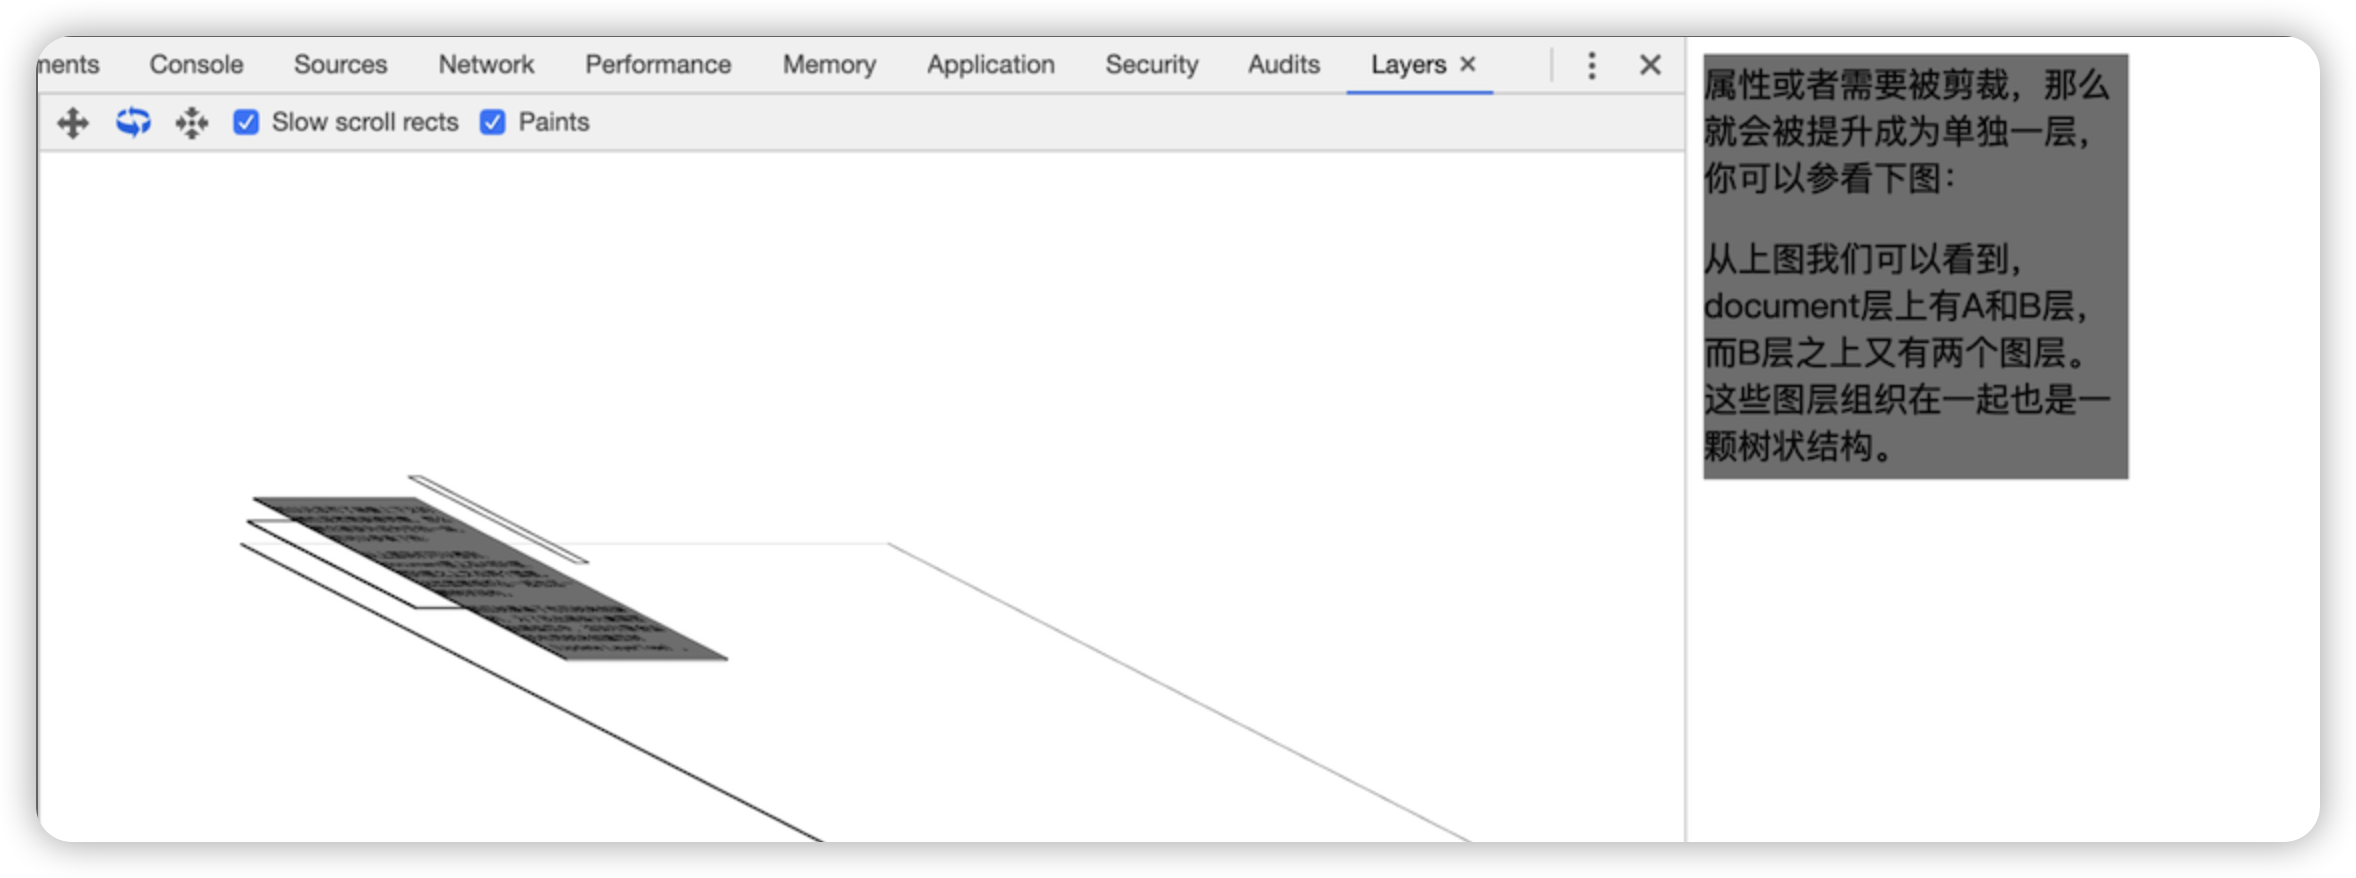 ments Console Sources Network Performance Memory Application Security Audits Layers
Slow scroll rects Paints
属性或者需要被剪裁，那么
就会被提升成为单独一层，
你可以参看下图：
从上图我们可以看到，
document层上有A和B层，
而B层之上又有两个图层。
这些图层组织在一起也是一
颗树状结构。